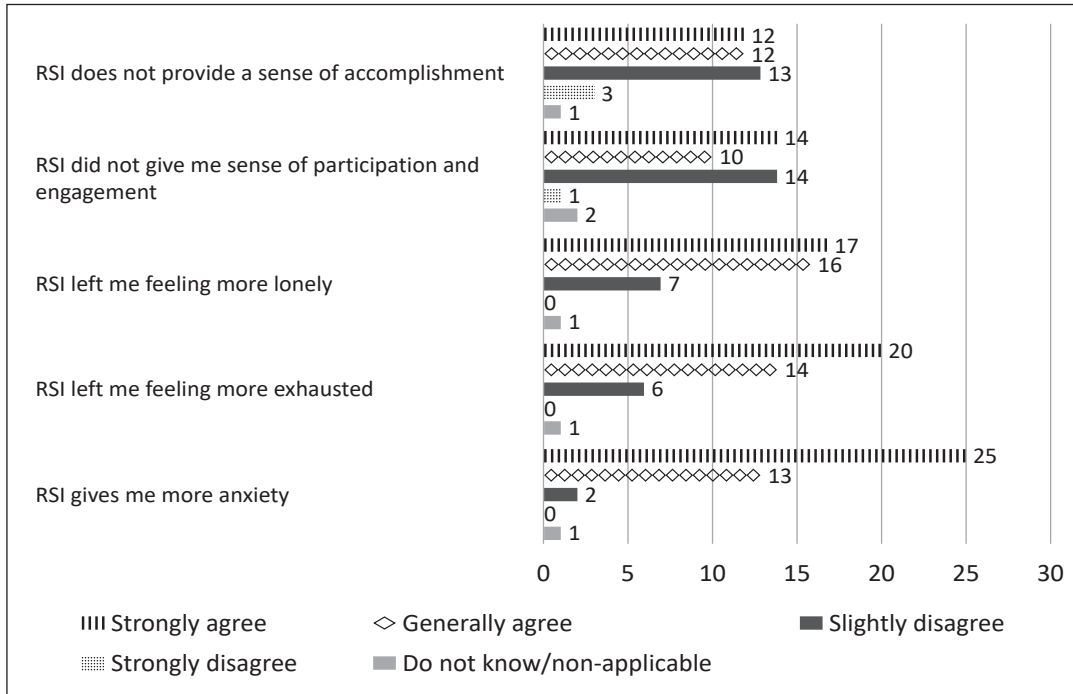 12
12
RSI does not provide a sense of accomplishment
13
3
1
14
10
RSI did not give me sense of participation and
engagement
14
1
2
17
16
RSI left me feeling more lonely
7
0
1
20
14
RSI left me feeling more exhausted
6
0
1
25
13
RSI gives me more anxiety
2
0
1
0 5 10 15 20 25 30
Strongly agree Generally agree Slightly disagree
Strongly disagree Do not know/non-applicable